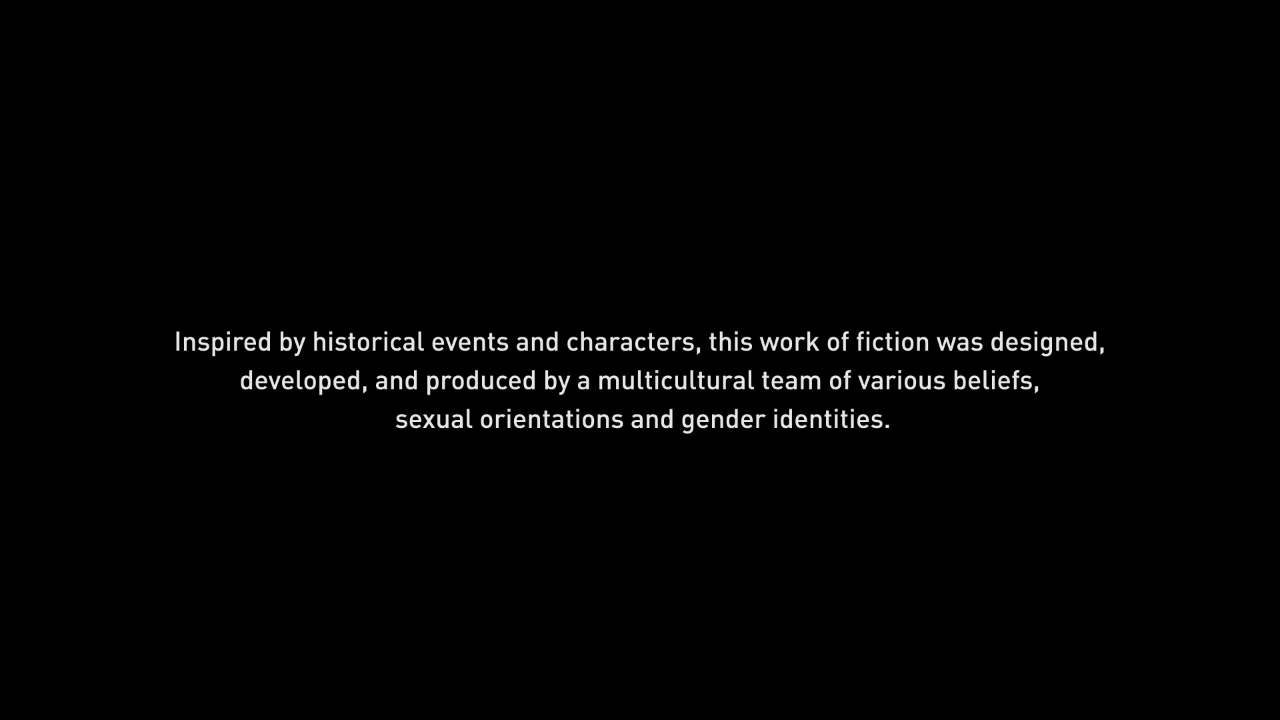 Inspired by historical events and characters, this work of fiction was designed,
developed, and produced by a multicultural team of various beliefs,
sexual orientations and gender identities.